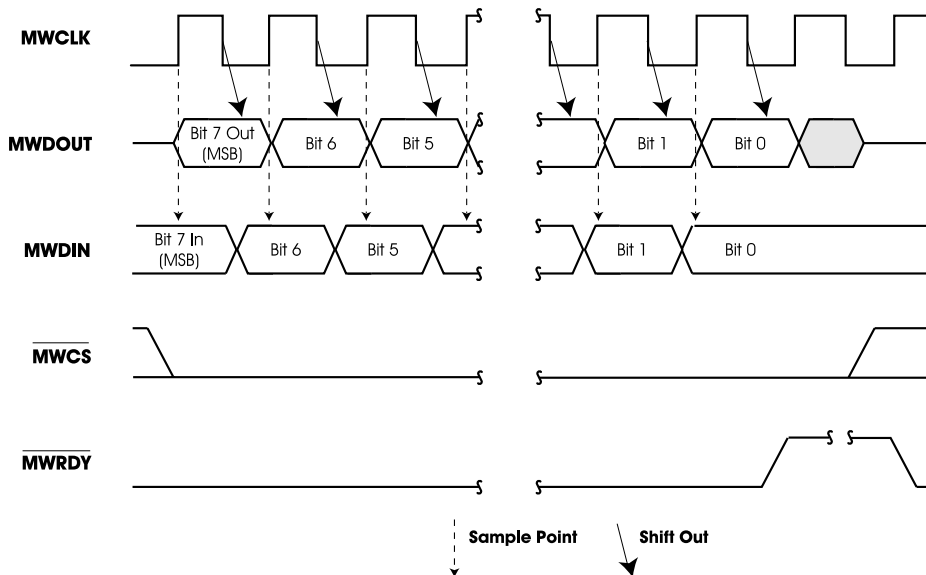 MWCLK
MWDOUT
Bit 7 Out
(MSB)
Bit 6
Bit 5
Bit 1
Bit 0
MWDIN
Bit 7 In
(MSB)
Bit 6
Bit 5
Bit 1
Bit 0
MWCS
MWRDY
Sample Point
Shift Out